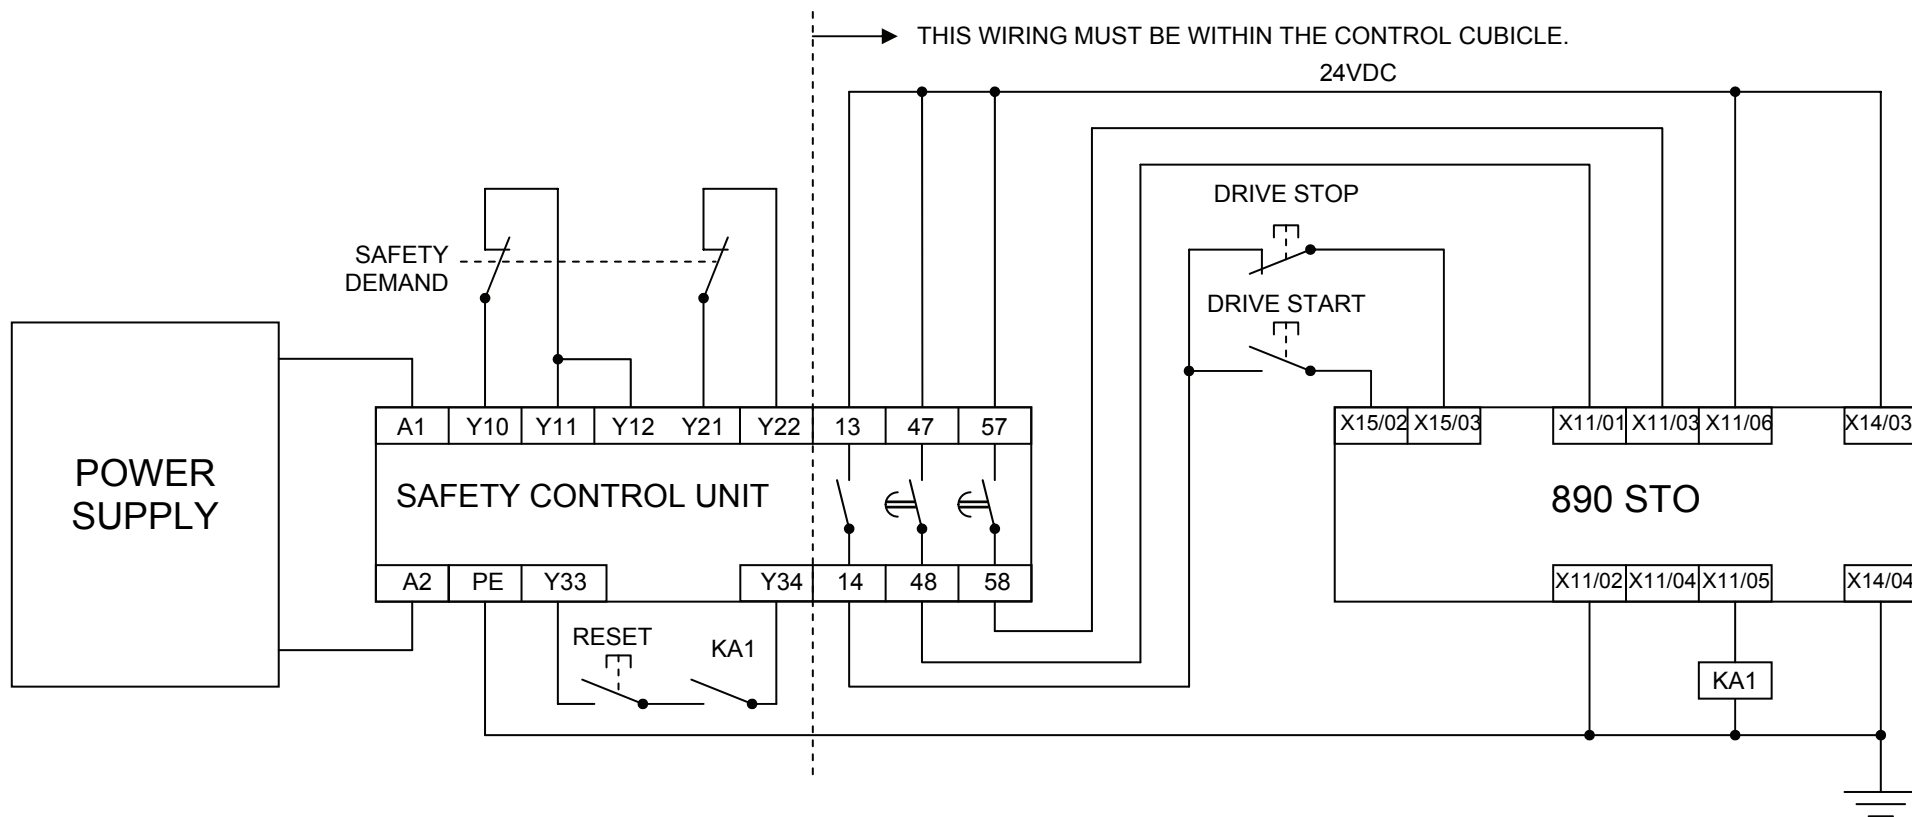 THIS WIRING MUST BE WITHIN THE CONTROL CUBICLE.
24VDC
DRIVE STOP
SAFETY
DEMAND
DRIVE START
POWER
SUPPLY
A1 Y10 Y11 Y12 Y21 Y22 13 47 57
SAFETY CONTROL UNIT
A2 PE Y33 Y34 14 48 58
X15/02 X15/03 X11/01 X11/03 X11/06 X14/03
890 STO
X11/02 X11/04 X11/05 X14/04
RESET
KA1
KA1